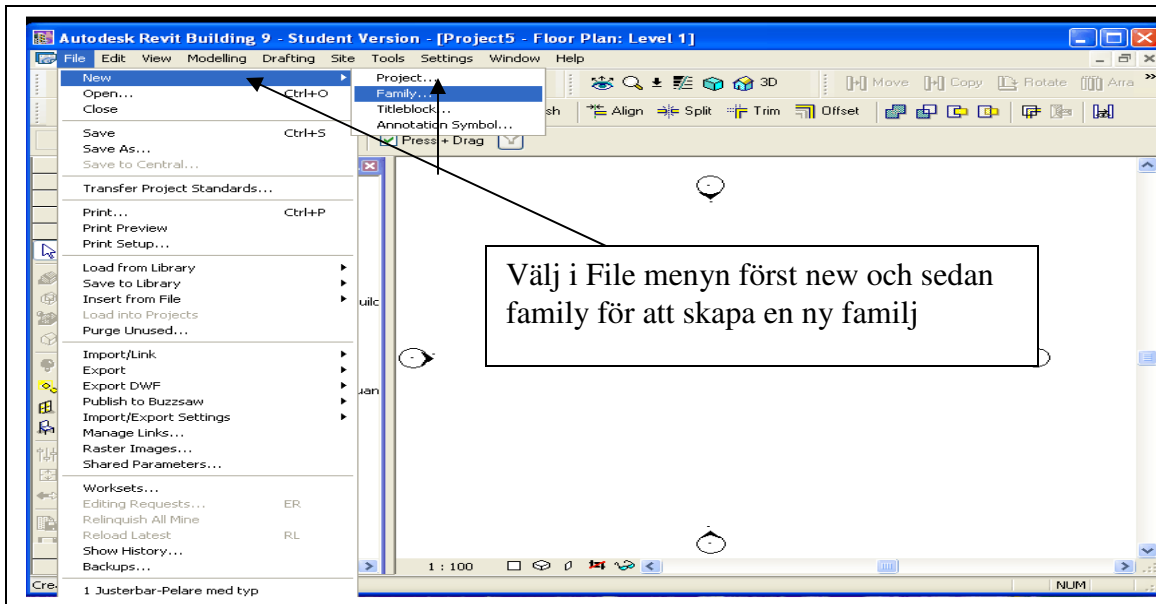 Autodesk Revit Building 9 - Student Version - [Project5 - Floor Plan: Level 1]
File Edit View Modelling Drafting Site Tools Settings Window Help
New
Project...
Open... Ctrl+O
Family...
Close
Titleblock...
Annotation Symbol...
3D Move Copy Rotate Arra
Align Split Trim Offset
Press + Drag
Save Ctrl+S
Save As...
Save to Central...
Transfer Project Standards...
Print... Ctrl+P
Print Preview
Print Setup...
Load from Library
Save to Library
Insert from File
Load into Projects
Purge Unused...
Import/Link
Export
Export DWF
Publish to Buzzsaw
Import/Export Settings
Manage Links...
Raster Images...
Shared Parameters...
Worksets...
Editing Requests... ER
Relinquish All Mine
Reload Latest RL
Show History...
Backups...
1 Justerbar-Pelare med typ
Välj i File menyn först new och sedan
family för att skapa en ny familj
1 : 100
Cre
NUM